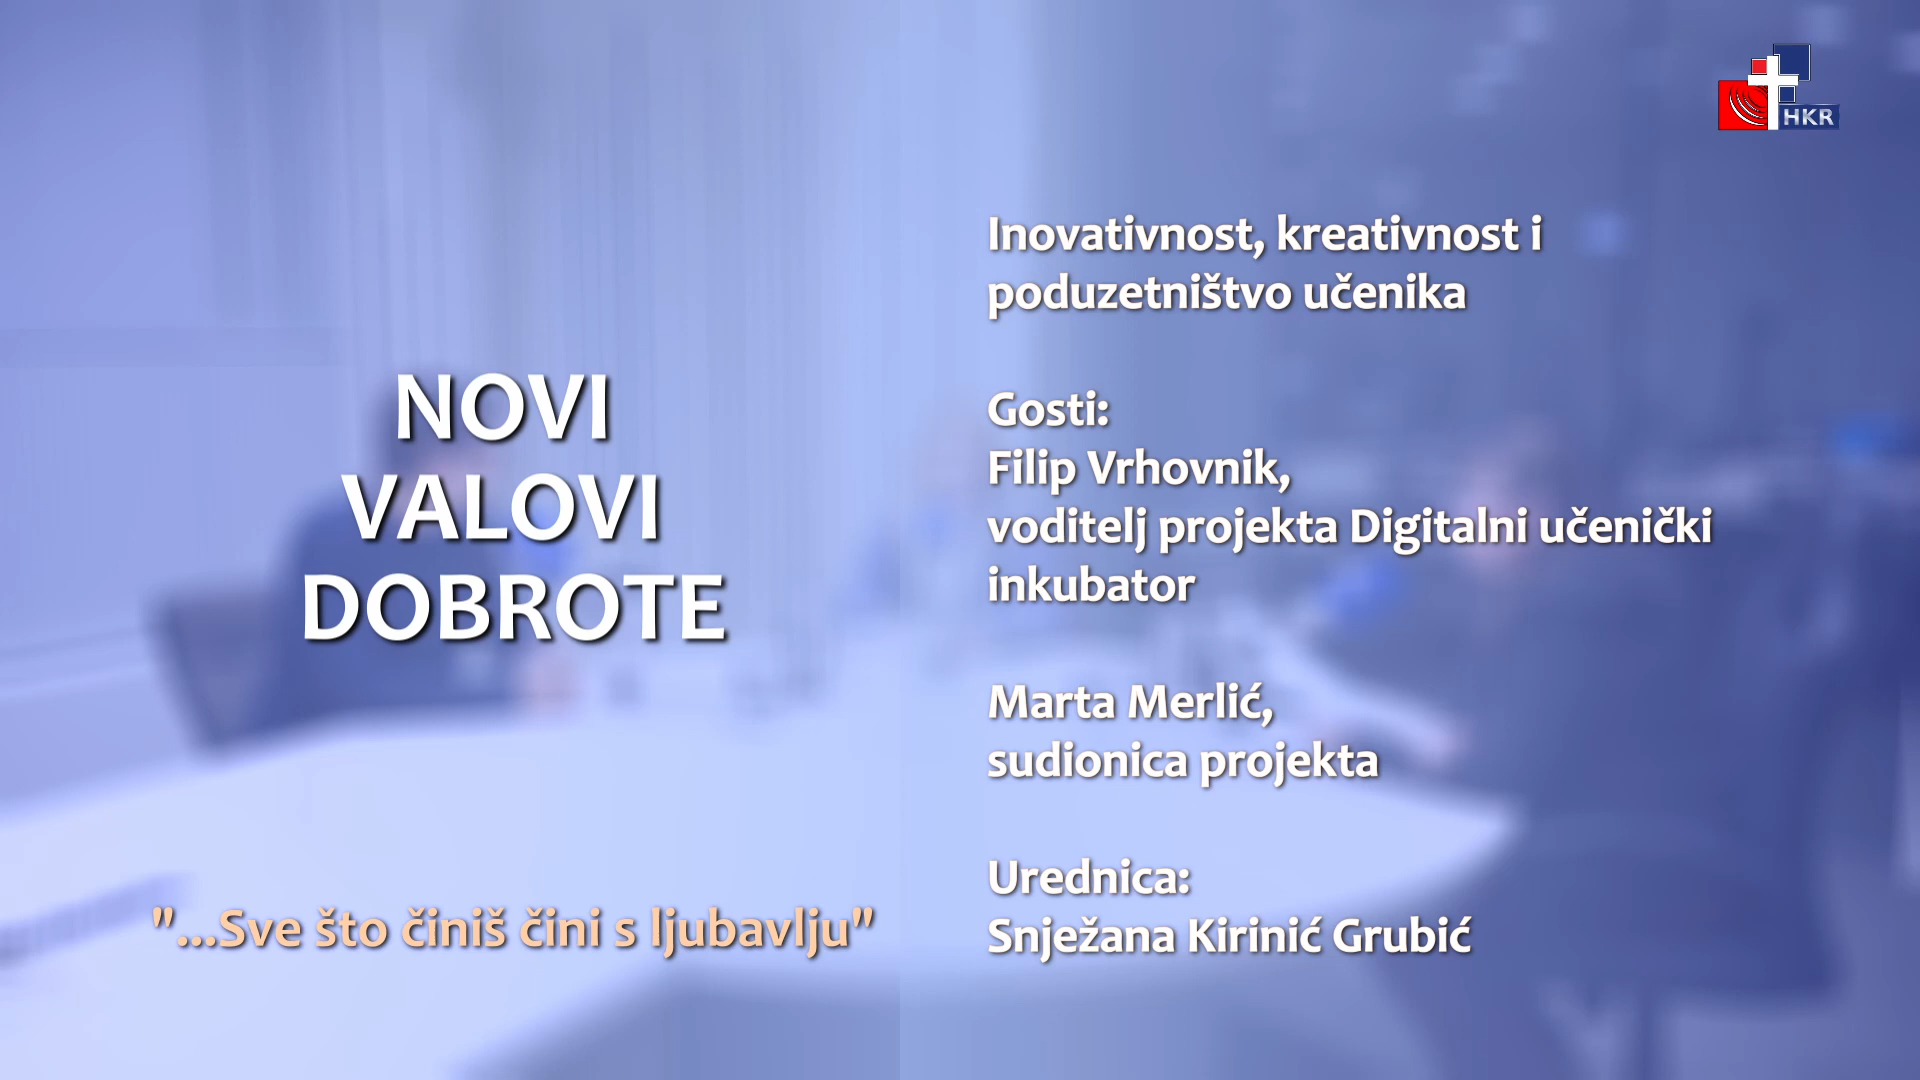 HKR
NOVI
VALOVI
DOBROTE
"...Sve što činiš čini s ljubavlju"
Inovativnost, kreativnost i
poduzetništvo učenika
Gosti:
Filip Vrhovnik,
voditelj projekta Digitalni učenički
inkubator
Marta Merlić,
sudionica projekta
Urednica:
Snježana Kirinić Grubić